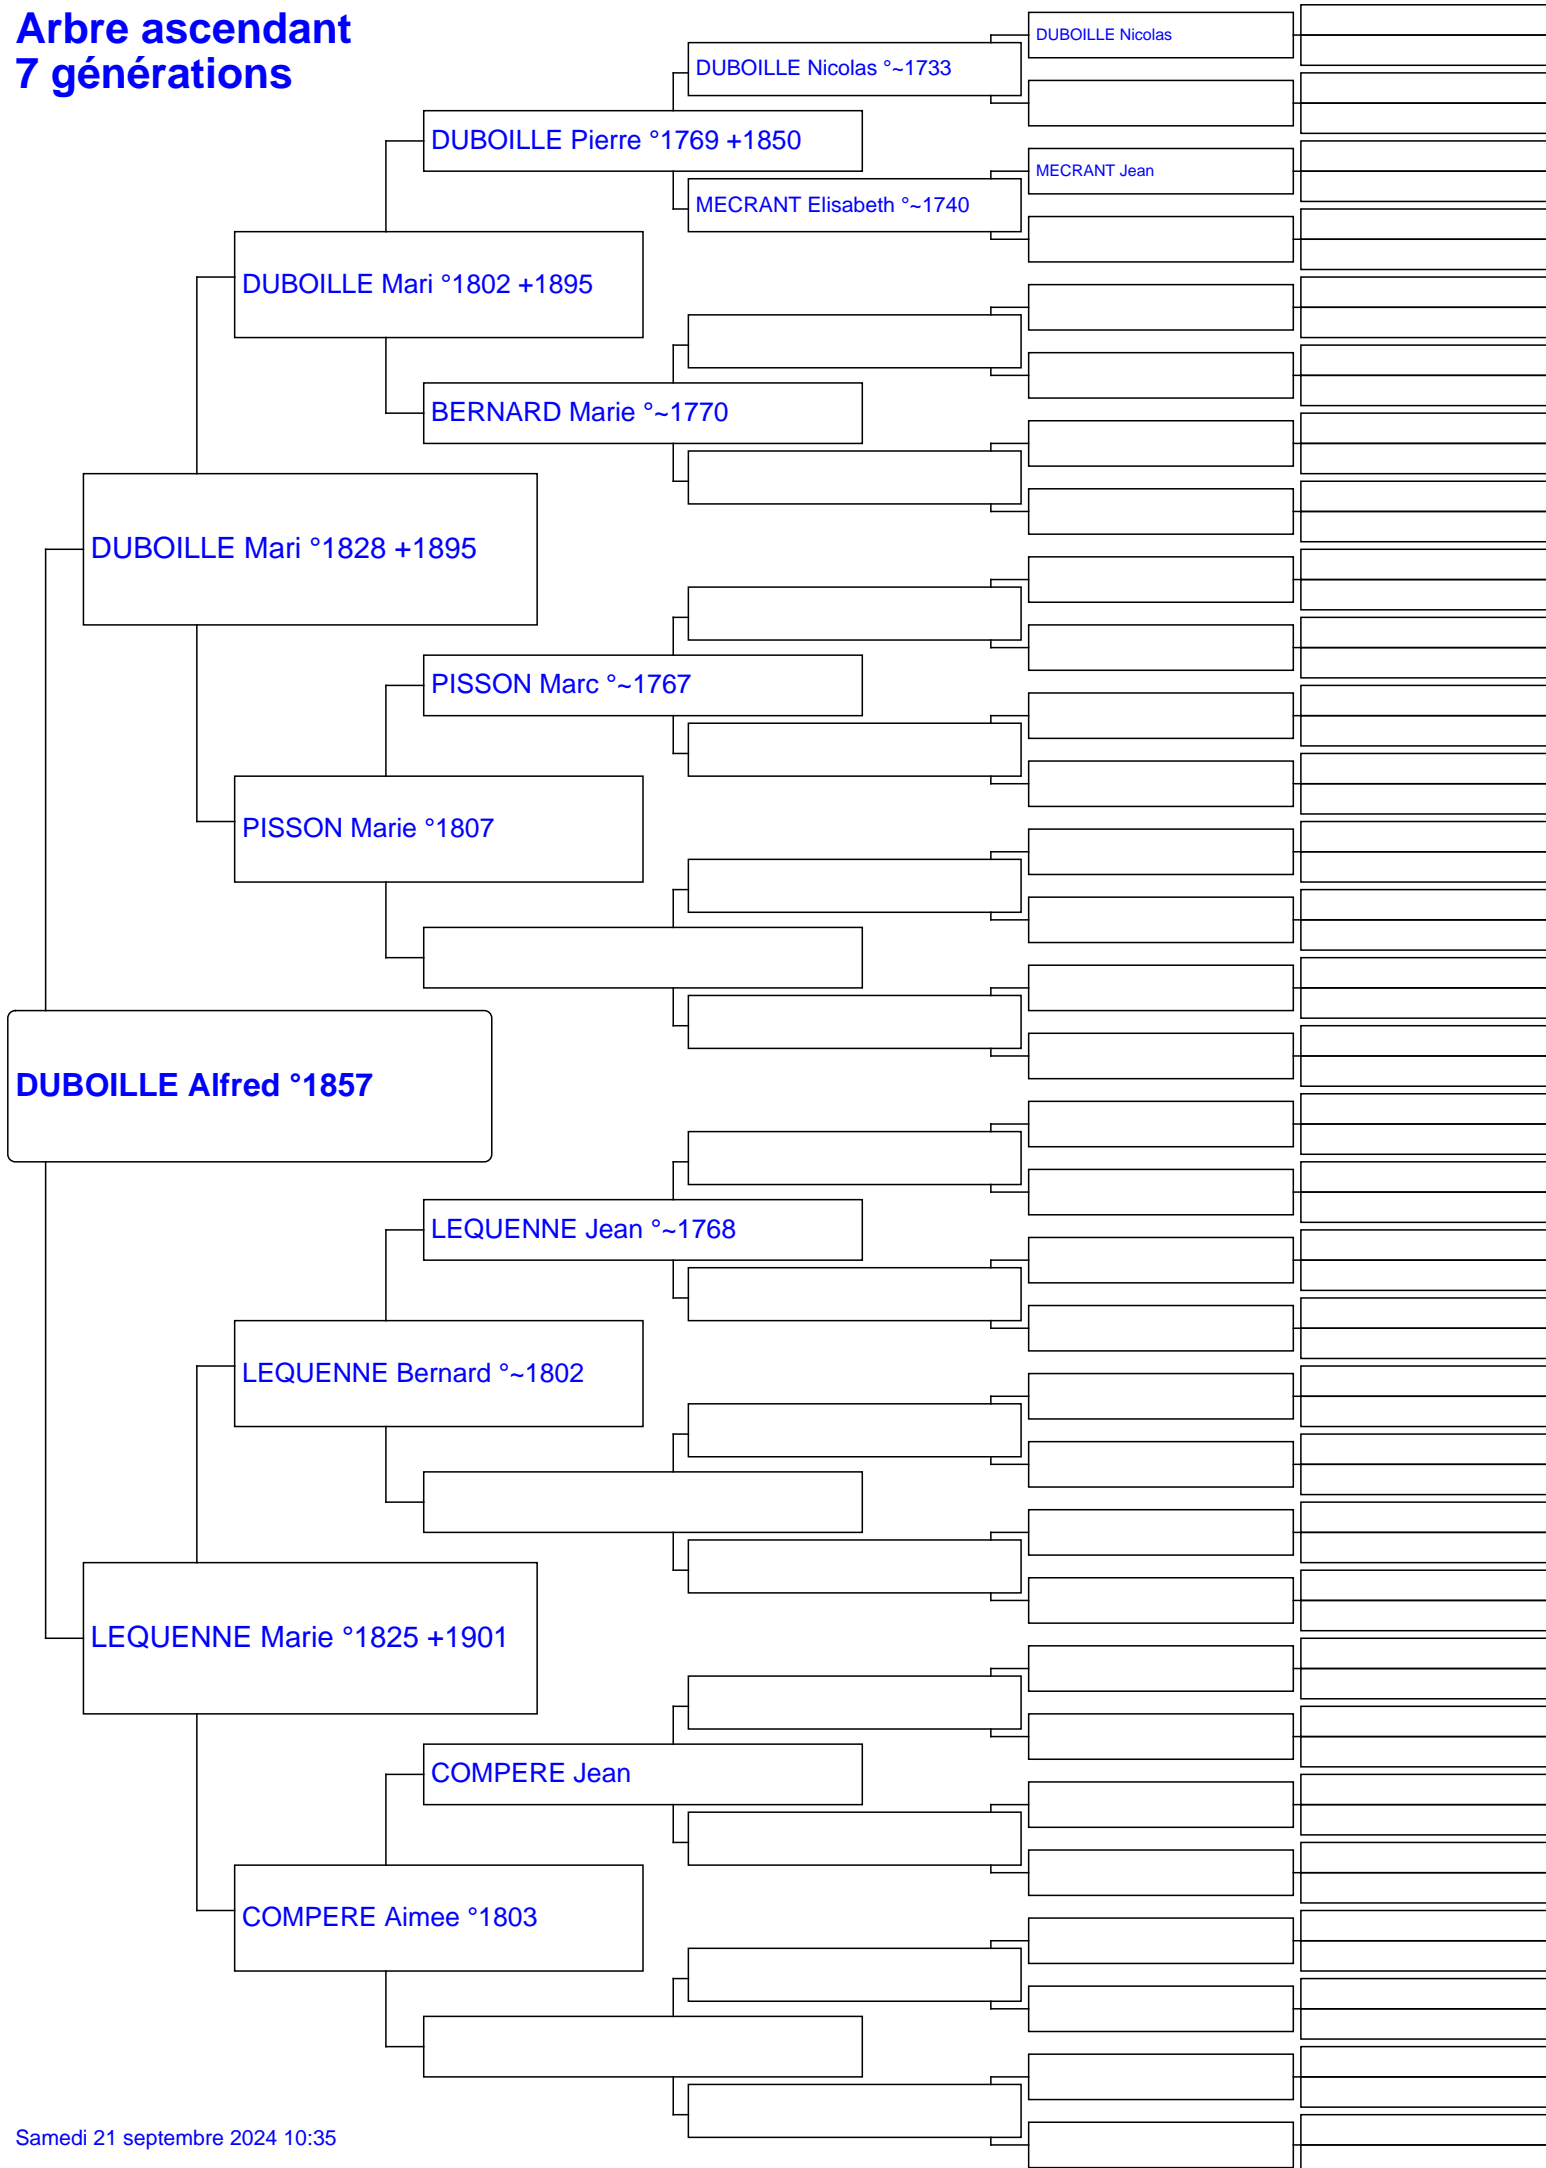 Arbre ascendant
7 générations
DUBOILLE Nicolas
DUBOILLE Nicolas °~1733
DUBOILLE Pierre °1769 +1850
MECRANT Jean
MECRANT Elisabeth °~1740
DUBOILLE Mari °1802 +1895
BERNARD Marie °~1770
DUBOILLE Mari °1828 +1895
PISSON Marc °~1767
PISSON Marie °1807
DUBOILLE Alfred °1857
LEQUENNE Jean °~1768
LEQUENNE Bernard °~1802
LEQUENNE Marie °1825 +1901
COMPERE Jean
COMPERE Aimee °1803
Samedi 21 septembre 2024 10:35